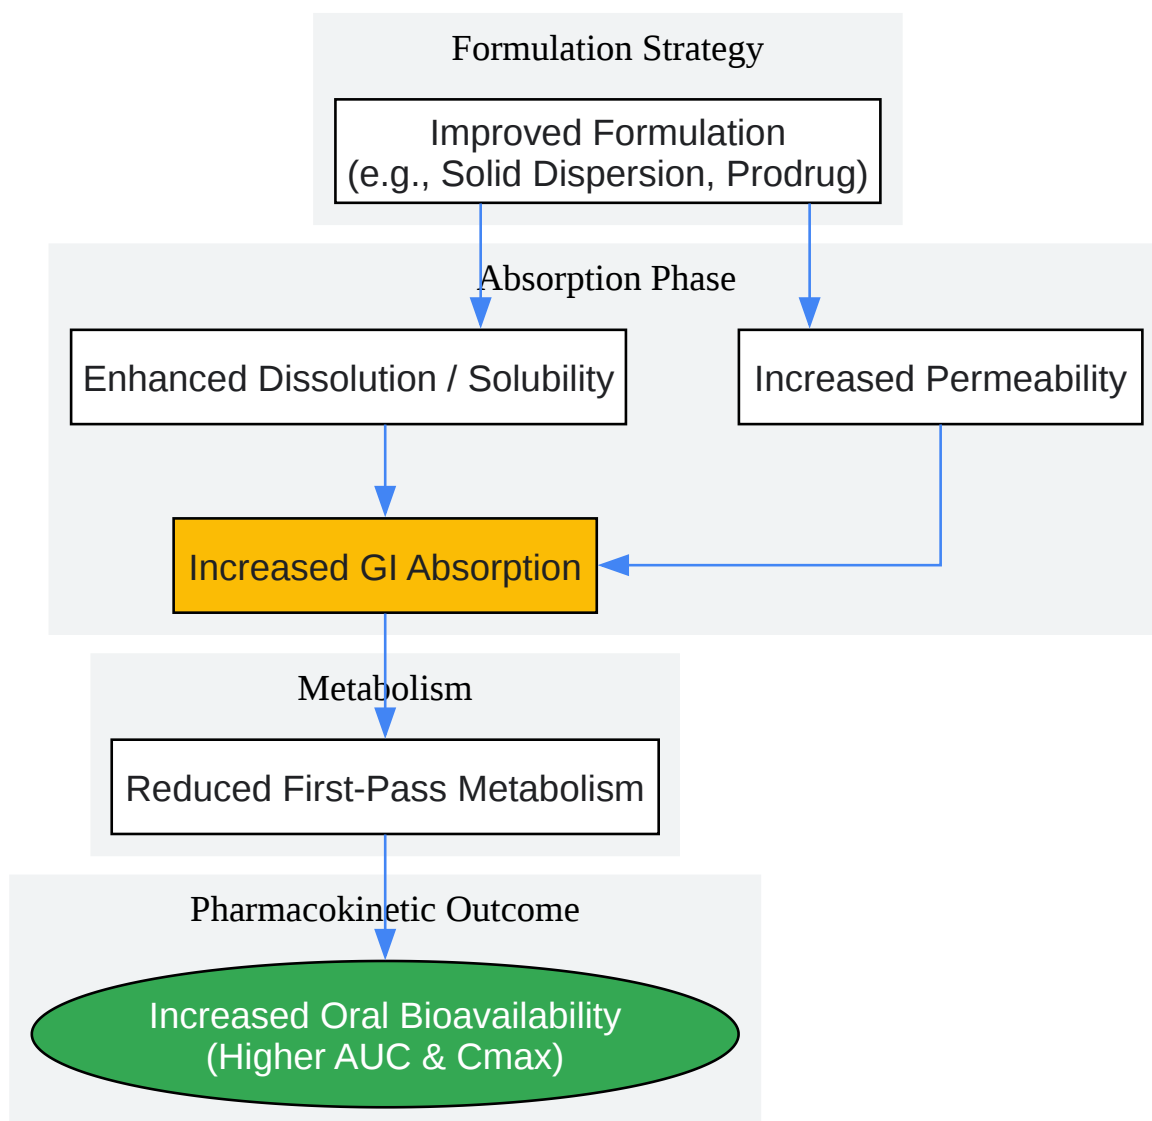 Formulation Strategy
Improved Formulation
(e.g., Solid Dispersion, Prodrug)
Absorption Phase
Enhanced Dissolution / Solubility
Increased Permeability
Increased GI Absorption
Metabolism
Reduced First-Pass Metabolism
Pharmacokinetic Outcome
Increased Oral Bioavailability
(Higher AUC & Cmax)